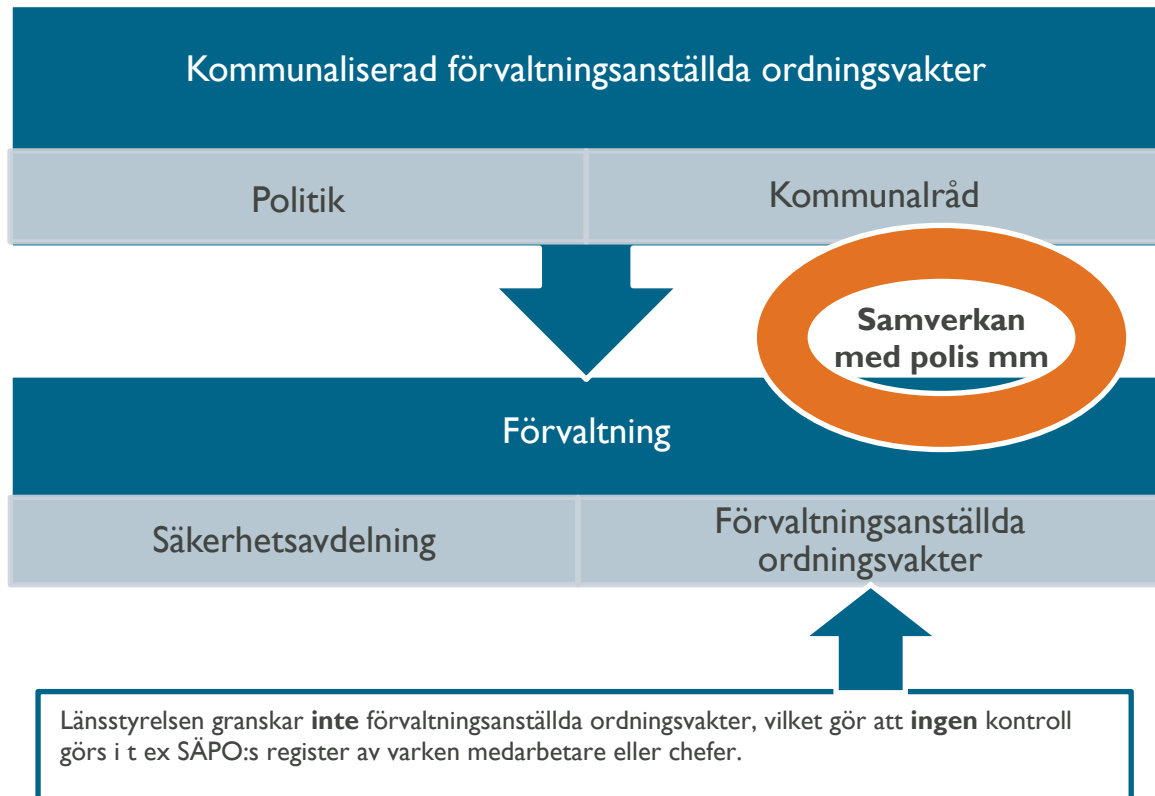 Kommunaliserad förvaltningsanställda ordningsvakter
Politik
Kommunalråd
Samverkan
med polis mm
Förvaltning
Säkerhetsavdelning
Förvaltningsanställda
ordningsvakter
Länsstyrelsen granskar inte förvaltningsanställda ordningsvakter, vilket gör att ingen kontroll
görs i t ex SÄPO:s register av varken medarbetare eller chefer.